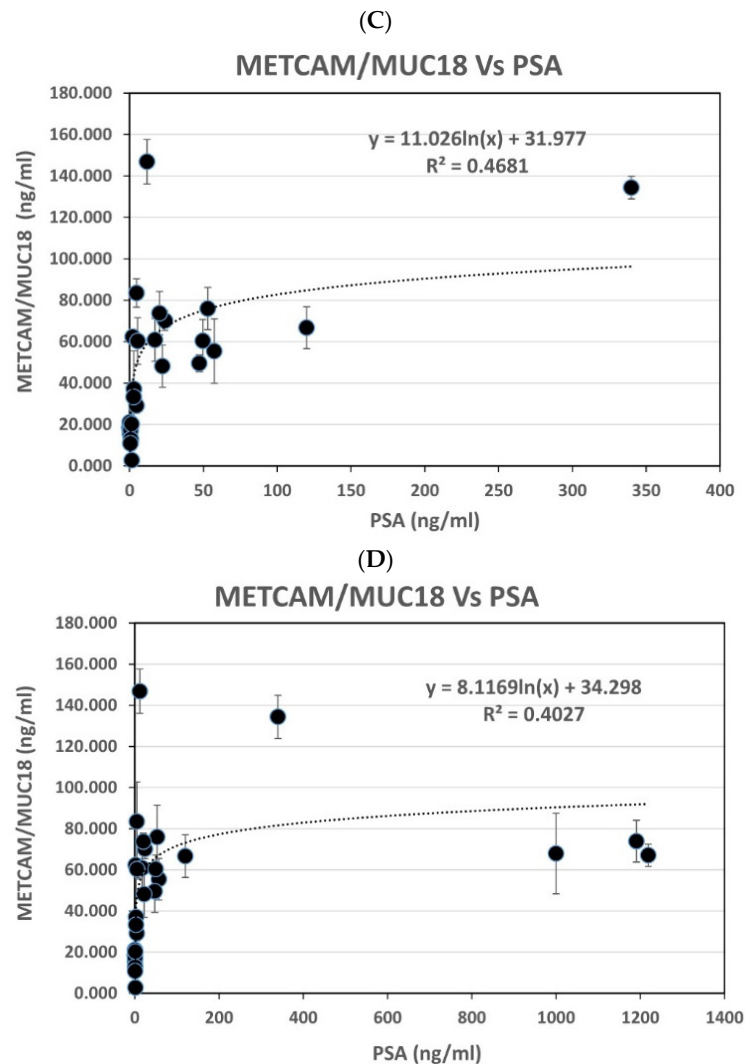 (C)
METCAM/MUC18 Vs PSA
METCAM/MUC18 (ng/ml)
180.000
160.000
140.000
120.000
100.000
80.000
60.000
40.000
20.000
0.000
y = 11.026ln(x) + 31.977
R² = 0.4681
0 50 100 150 200 250 300 350 400
PSA (ng/ml)
(D)
METCAM/MUC18 Vs PSA
METCAM/MUC18 (ng/ml)
180.000
160.000
140.000
120.000
100.000
80.000
60.000
40.000
20.000
0.000
y = 8.1169ln(x) + 34.298
R² = 0.4027
0 200 400 600 800 1000 1200 1400
PSA (ng/ml)